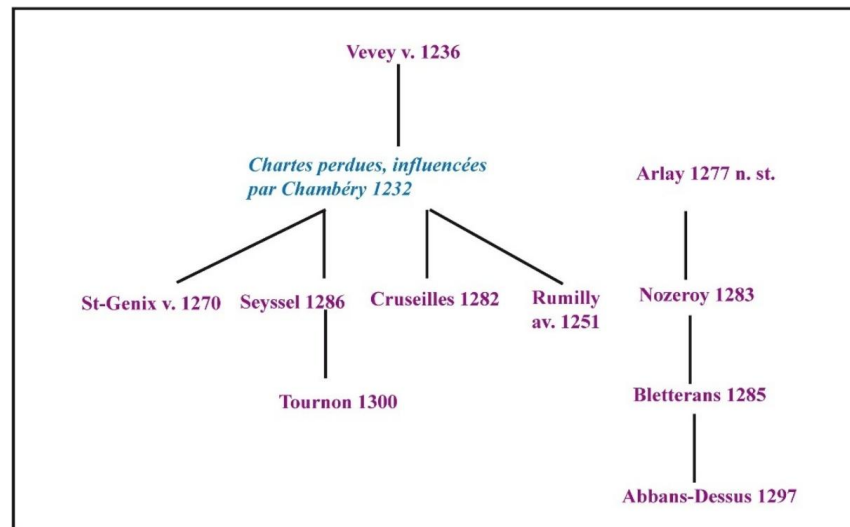 Vevey v. 1236
Chartes perdues, influencées
par Chambéry 1232
Arlay 1277 n. st.
St-Genix v. 1270
Seyssel 1286
Cruseilles 1282
Rumilly
av. 1251
Nozeroy 1283
Tournon 1300
Bletterans 1285
Abbans-Dessus 1297